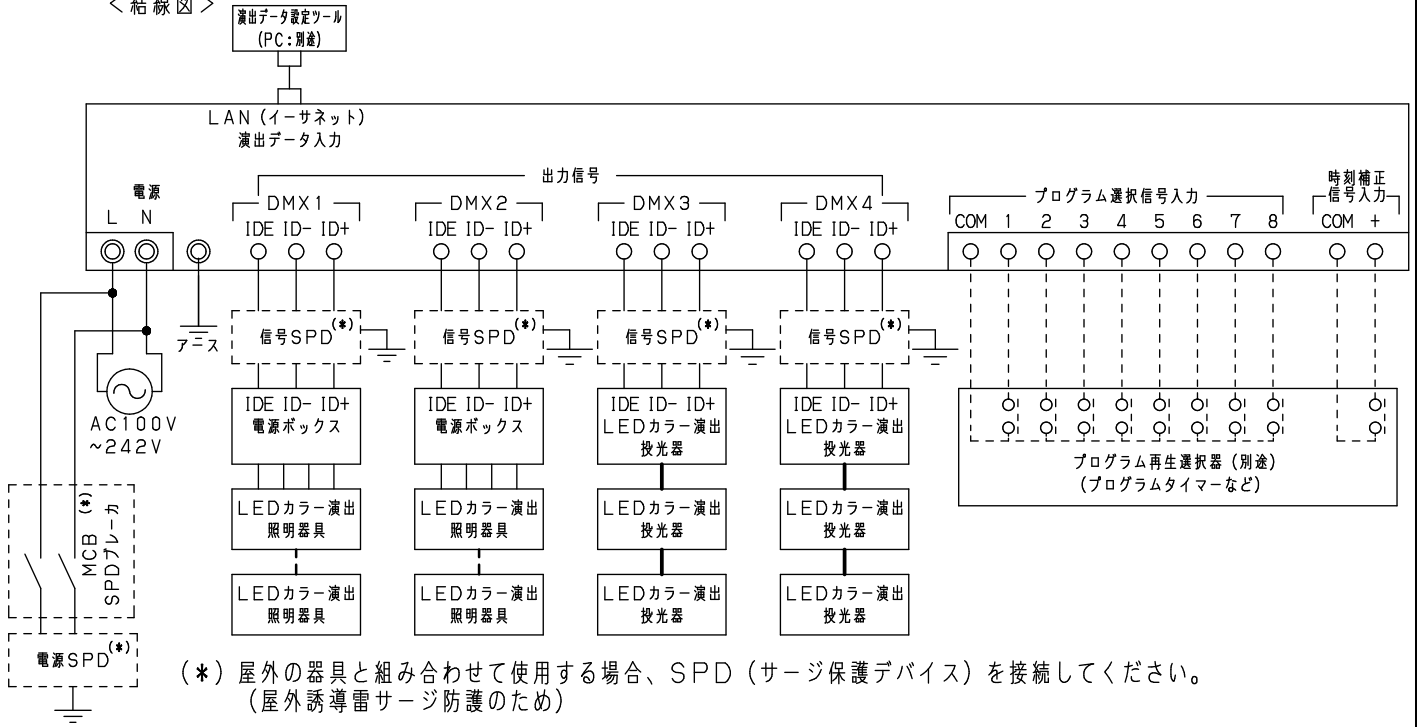 ＜結線図＞
演出データ設定ツール
(PC:別途)
LAN(イーサネット)
演出データ入力
電源
L N
出力信号
DMX1 DMX2 DMX3 DMX4
IDE ID- ID+ IDE ID- ID+ IDE ID- ID+ IDE ID- ID+
プログラム選択信号入力
COM 1 2 3 4 5 6 7 8
時刻補正
信号入力
COM +
アース
AC100V
~242V
信号SPD(*) 信号SPD(*) 信号SPD(*) 信号SPD(*)
IDE ID- ID+ IDE ID- ID+ IDE ID- ID+ IDE ID- ID+
電源ボックス 電源ボックス LEDカラー演出 LEDカラー演出
投光器 投光器
LEDカラー演出 LEDカラー演出 LEDカラー演出 LEDカラー演出
照明器具 照明器具 投光器 投光器
LEDカラー演出 LEDカラー演出 LEDカラー演出 LEDカラー演出
照明器具 照明器具 投光器 投光器
プログラム再生選択器(別途)
(プログラムタイマーなど)
MCB(*)
SPDブレーカ
電源SPD(*)
(*)屋外の器具と組み合わせて使用する場合、SPD(サージ保護デバイス)を接続してください。
(屋外誘導雷サージ防護のため)